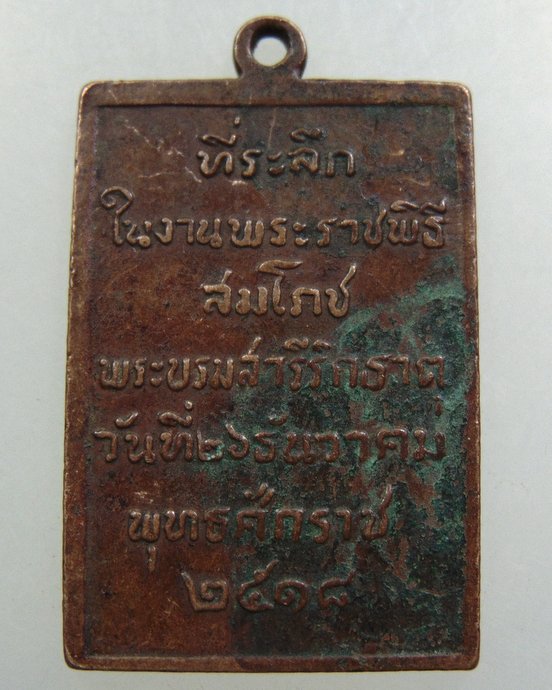 ที่ระลึก
ในงานพระราชพิธี
สมโภช
พระบรมสารีริกธาตุ
วันที่๒๖ธันวาคม
พุทธศักราช
๒๔๑๘